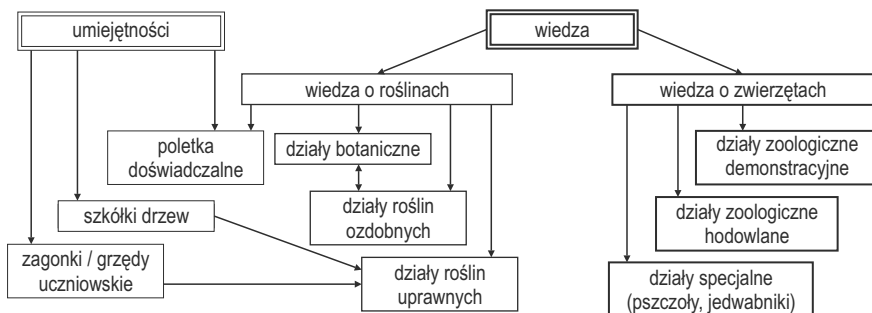 umiejętności
wiedza
wiedza o roślinach
wiedza o zwierzętach
poletka
doświadczalne
działy botaniczne
działy zoologiczne
demonstracyjne
szkółki drzew
działy roślin
ozdobnych
działy zoologiczne
hodowlane
zagonki / grzędy
uczniowskie
działy roślin
uprawnych
działy specjalne
(pszczoły, jedwabniki)